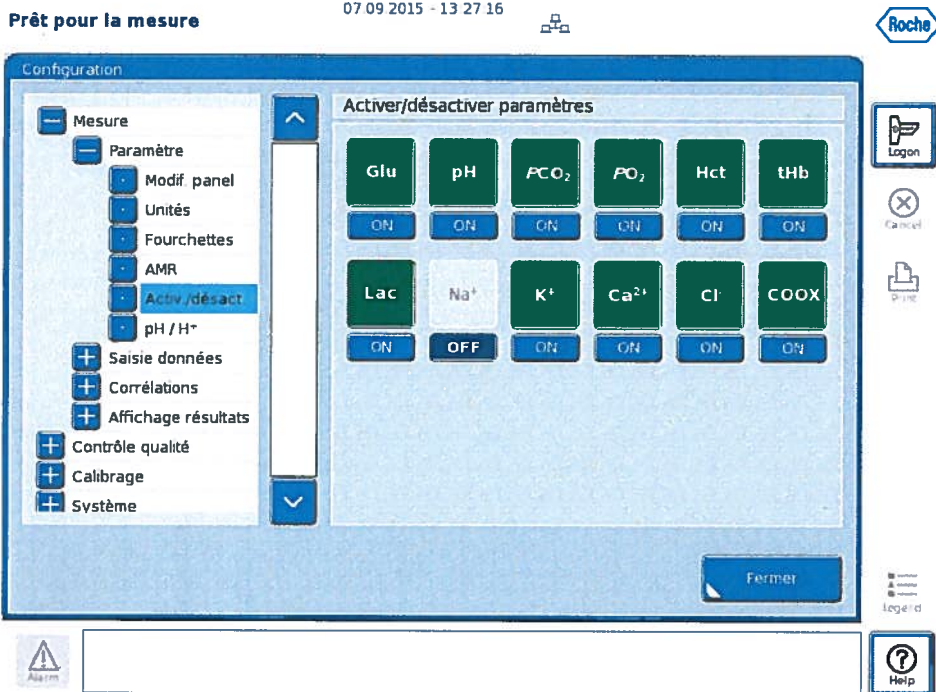 Prêt pour la mesure
07 09 2015 - 13 27 16
Roche
Configuration
Mesure
Paramètre
Modif. panel
Unités
Fourchettes
AMR
Activ./désact
pH / H+
Saisie données
Corrélations
Affichage résultats
Contrôle qualité
Calibrage
Système
Activer/désactiver paramètres
Glu pH PCO₂ PO₂ Hct tHb
ON ON ON ON ON ON
Lac Na⁺ K⁺ Ca²⁺ Cl COOX
ON OFF ON ON ON ON
Fermer
Logon
Cancel
Print
Legend
Alarm
Help